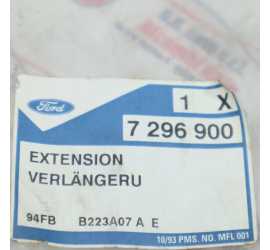 Ford
1 X
7 296 900
EXTENSION
VERLÄNGERU
94FB B223A07 A E
10/93 PMS. NO. MFL 001